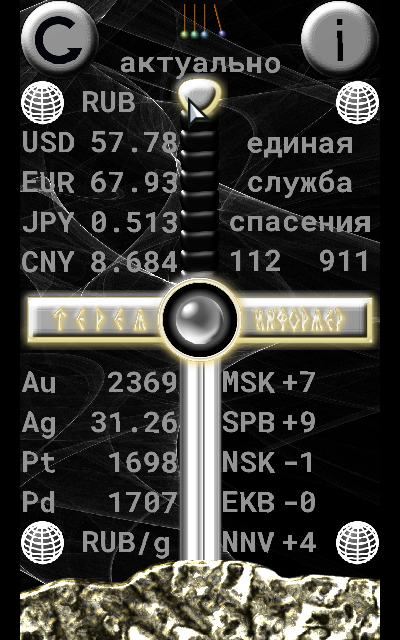 i
актуально
RUB
USD 57.78 единая
EUR 67.93 служба
JPY 0.513 спасения
CNY 8.684 112 911
ТЕРЕМ ИНФОРМЕР
Au 2369 MSK +7
Ag 31.26 SPB +9
Pt 1698 NSK -1
Pd 1707 EKB -0
RUB/g NNV +4